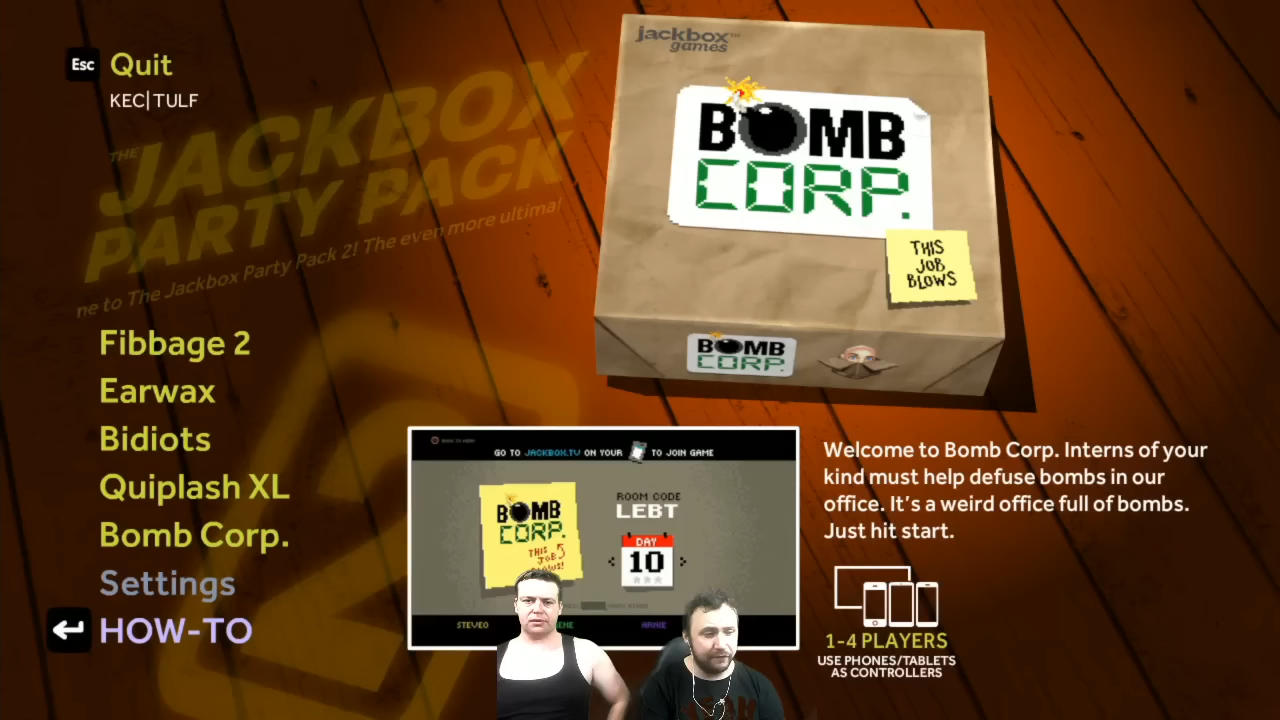 jackbox™
games
Esc
Quit
KEC|TULF
THE
JACKBOX
PARTY PACK
ne to The Jackbox Party Pack 2! The even more ultima
BOMB
CORP.
THIS
JOB
BLOWS
BOMB
CORP.
Fibbage 2
Earwax
Bidiots
Quiplash XL
Bomb Corp.
Settings
HOW-TO
GO TO JACKBOX.TV ON YOUR TO JOIN GAME
BOMB
CORP.
THIS
JOB
BLOWS!
ROOM CODE
LEBT
DAY
10
STEVEO
ARNIE
Welcome to Bomb Corp. Interns of your
kind must help defuse bombs in our
office. It's a weird office full of bombs.
Just hit start.
1-4 PLAYERS
USE PHONES/TABLETS
AS CONTROLLERS